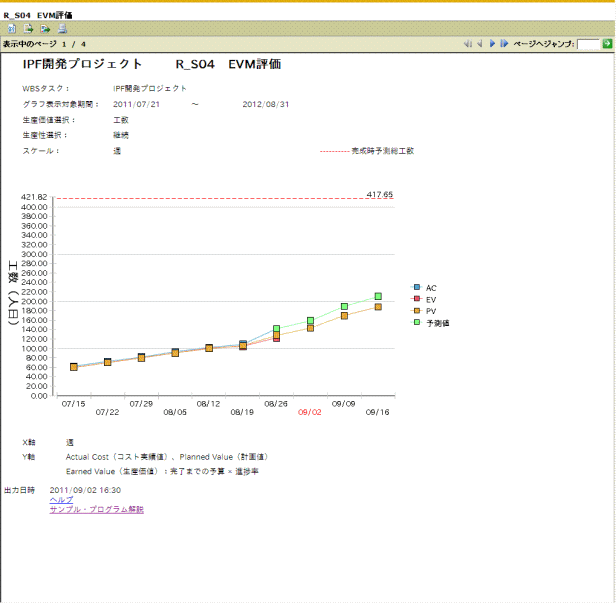 R_S04 EVM評価
表示中のページ 1 / 4
ページへジャンプ:
IPF開発プロジェクト R_S04 EVM評価
WBSタスク： IPF開発プロジェクト
グラフ表示対象期間： 2011/07/21 ～ 2012/08/31
生産価値選択： 工数
生産性選択： 継続
スケール： 週
---------- 完成時予測総工数
417.65
421.82
400.00
380.00
360.00
340.00
320.00
300.00
280.00
260.00
240.00
220.00
200.00
180.00
160.00
140.00
120.00
100.00
80.00
60.00
40.00
20.00
0.00
工数（人日）
07/15 07/22 07/29 08/05 08/12 08/19 08/26 09/02 09/09 09/16
AC
EV
PV
予測値
X軸 週
Y軸 Actual Cost（コスト実績値）、Planned Value（計画値）
Earned Value（生産価値）：完了までの予算 × 進捗率
出力日時 2011/09/02 16:30
ヘルプ
サンプル・プログラム解説